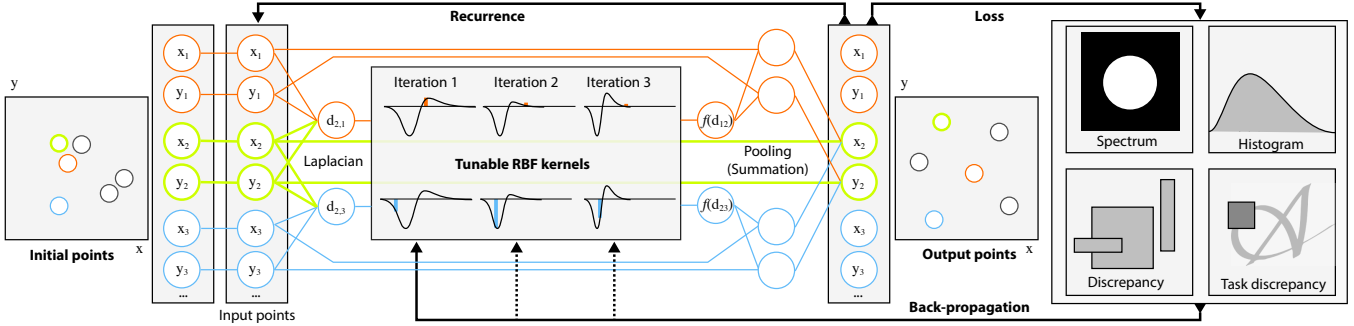 Recurrence
Loss
y
x
Initial points
x1
y1
x2
y2
x3
y3
...
x1
y1
x2
y2
x3
y3
...
Input points
d2,1
Laplacian
d2,3
Iteration 1
Iteration 2
Iteration 3
Tunable RBF kernels
f(d12)
Pooling
(Summation)
f(d23)
x1
y1
x2
y2
x3
y3
...
y
x
Output points
Spectrum
Histogram
Discrepancy
Task discrepancy
Back-propagation